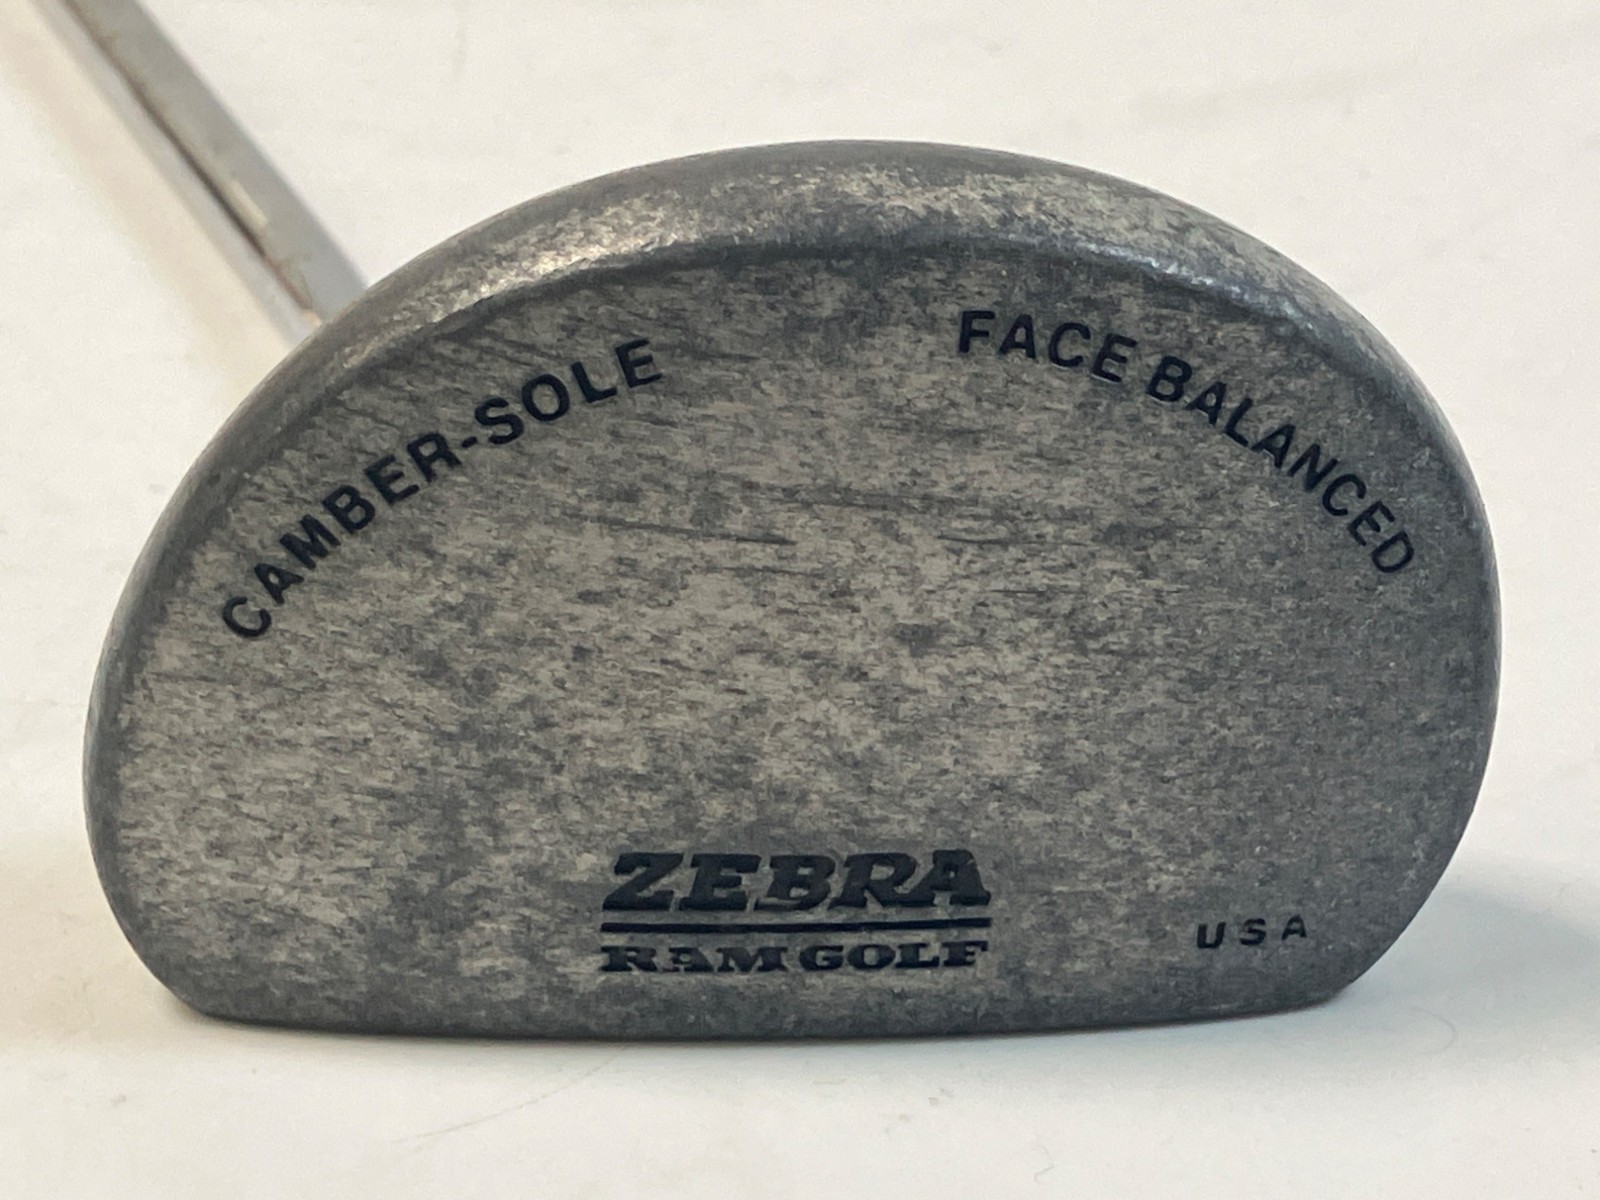 CAMBER-SOLE
FACE BALANCED
ZEBRA
RAM GOLF
USA